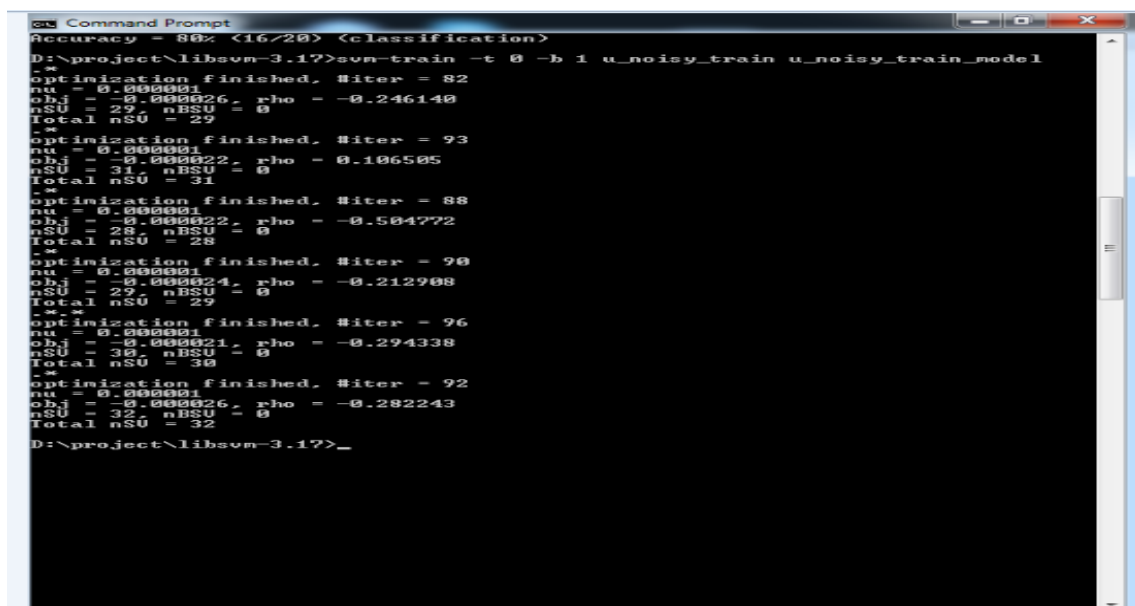 Command Prompt
Accuracy = 80% (16/20) (classification)
D:\project\libsvm-3.17>svm-train -t 0 -b 1 u_noisy_train u_noisy_train_model
.*
optimization finished, #iter = 82
nu = 0.000001
obj = -0.000026, rho = -0.246140
nSV = 29, nBSV = 0
Total nSV = 29
.*
optimization finished, #iter = 93
nu = 0.000001
obj = -0.000022, rho = 0.106505
nSV = 31, nBSV = 0
Total nSV = 31
.*
optimization finished, #iter = 88
nu = 0.000001
obj = -0.000022, rho = -0.504772
nSV = 28, nBSV = 0
Total nSV = 28
.*
optimization finished, #iter = 90
nu = 0.000001
obj = -0.000024, rho = -0.212908
nSV = 29, nBSV = 0
Total nSV = 29
.*.*
optimization finished, #iter = 96
nu = 0.000001
obj = -0.000021, rho = -0.294338
nSV = 30, nBSV = 0
Total nSV = 30
.*
optimization finished, #iter = 92
nu = 0.000001
obj = -0.000026, rho = -0.282243
nSV = 32, nBSV = 0
Total nSV = 32
D:\project\libsvm-3.17>_